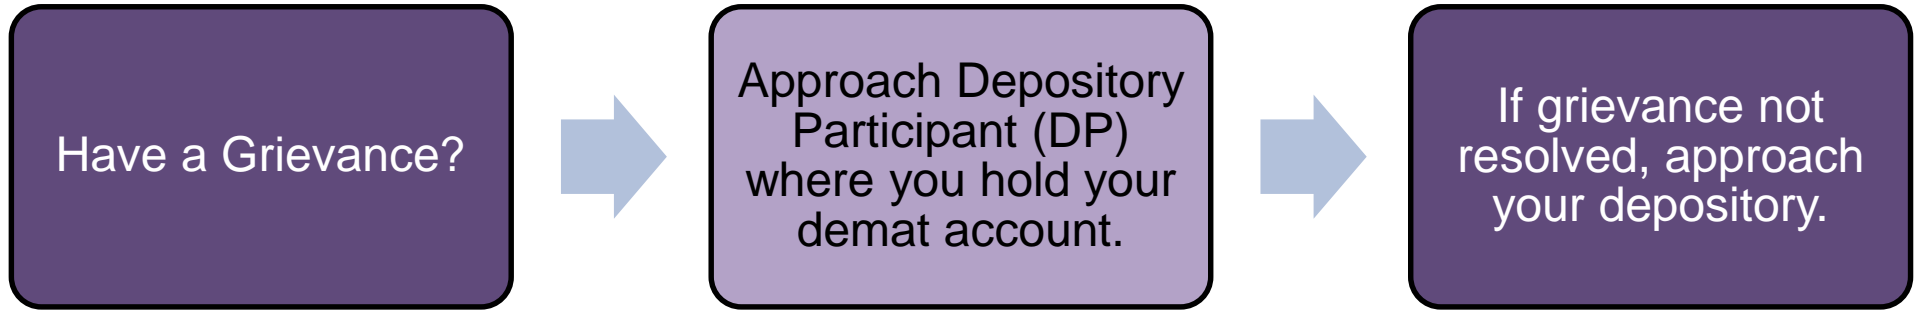 Have a Grievance?
Approach Depository
Participant (DP)
where you hold your
demat account.
If grievance not
resolved, approach
your depository.